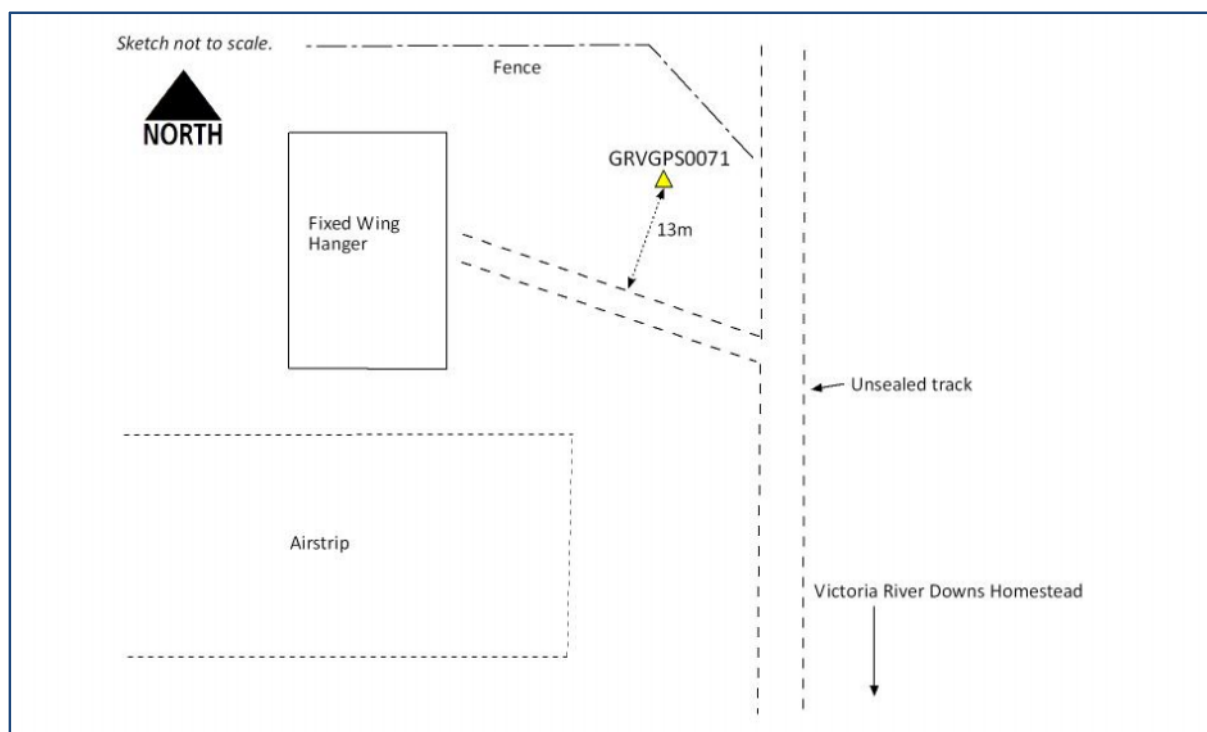 Sketch not to scale.
Fence
NORTH
GRVGPS0071
Fixed Wing
Hanger
13m
Unsealed track
Airstrip
Victoria River Downs Homestead